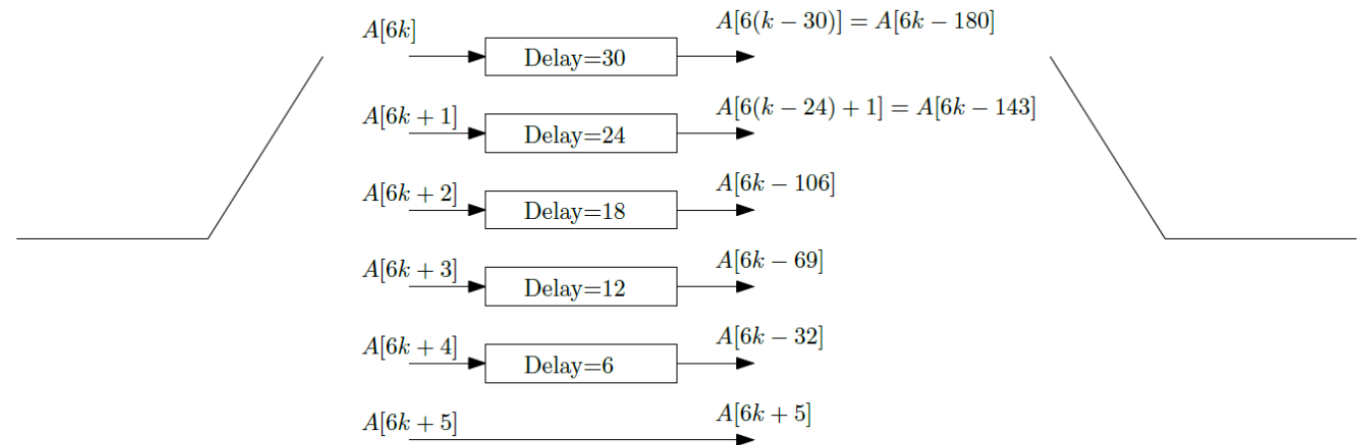 A[6k] Delay=30 A[6(k − 30)] = A[6k − 180]
A[6k + 1] Delay=24 A[6(k − 24) + 1] = A[6k − 143]
A[6k + 2] Delay=18 A[6k − 106]
A[6k + 3] Delay=12 A[6k − 69]
A[6k + 4] Delay=6 A[6k − 32]
A[6k + 5] A[6k + 5]